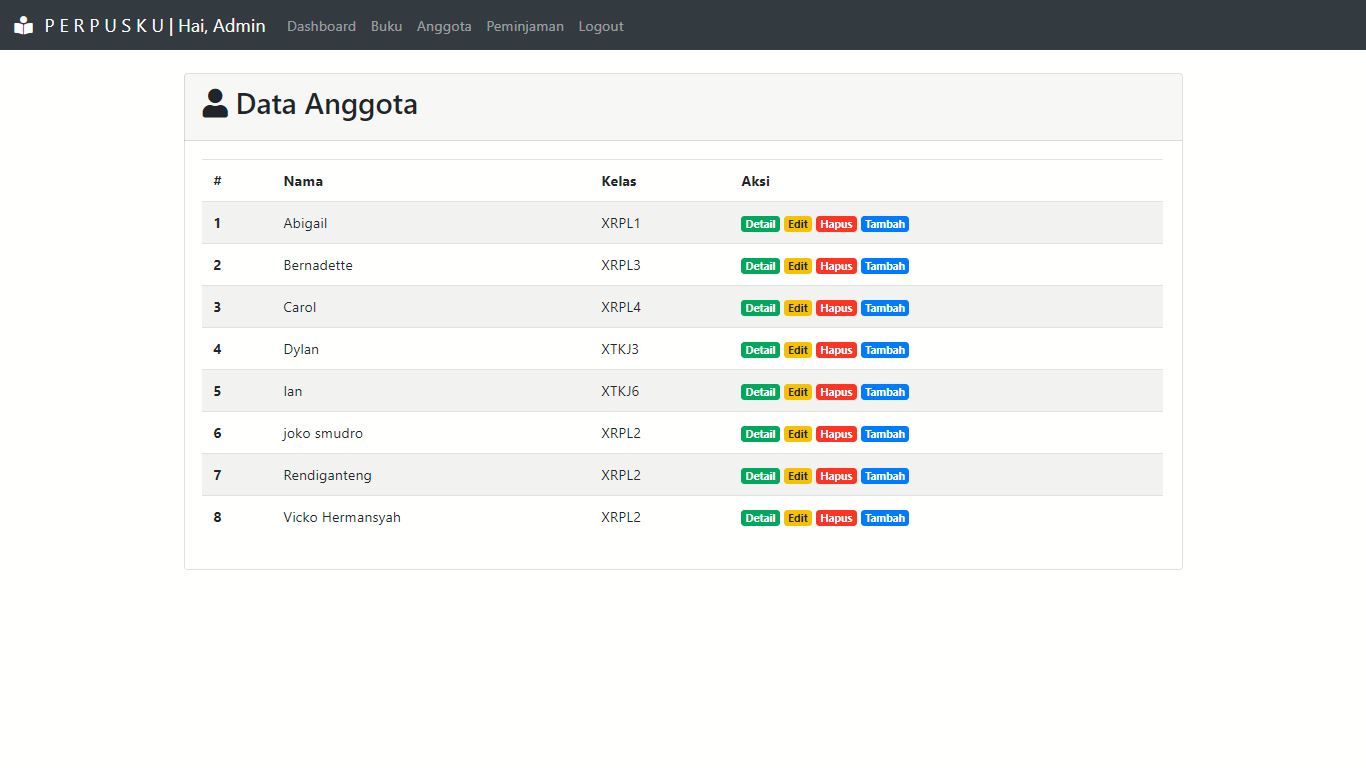 P E R P U S K U | Hai, Admin Dashboard Buku Anggota Peminjaman Logout
Data Anggota
# Nama Kelas Aksi
1 Abigail XRPL1 Detail Edit Hapus Tambah
2 Bernadette XRPL3 Detail Edit Hapus Tambah
3 Carol XRPL4 Detail Edit Hapus Tambah
4 Dylan XTKJ3 Detail Edit Hapus Tambah
5 Ian XTKJ6 Detail Edit Hapus Tambah
6 joko smudro XRPL2 Detail Edit Hapus Tambah
7 Rendiganteng XRPL2 Detail Edit Hapus Tambah
8 Vicko Hermansyah XRPL2 Detail Edit Hapus Tambah